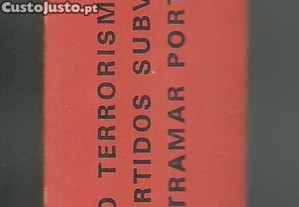 CustoJusto.pt
O TERRORISM
RTIDOS SUBV
TRAMAR PORT